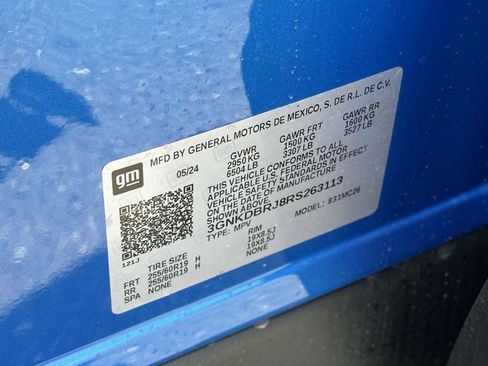 gm
MFD BY GENERAL MOTORS DE MEXICO, S. DE R.L. DE C.V.
05/24 GVWR GAWR FRT GAWR RR
2950 KG 1500 KG 1600 KG
6504 LB 3307 LB 3527 LB
THIS VEHICLE CONFORMS TO ALL
APPLICABLE U.S. FEDERAL MOTOR
VEHICLE SAFETY STANDARDS IN EFFECT
ON THE DATE OF MANUFACTURE
SHOWN ABOVE.
3GNKDBRJ8RS263113
TYPE: MPV MODEL: 831MC26
121J
TIRE SIZE RIM
FRT 255/60R19 H 19X8.5J
RR 255/60R19 H 19X8.5J
SPA NONE NONE